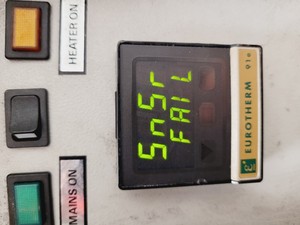 HEATER ON
MAINS ON
SnSr
FAIL
EUROTHERM